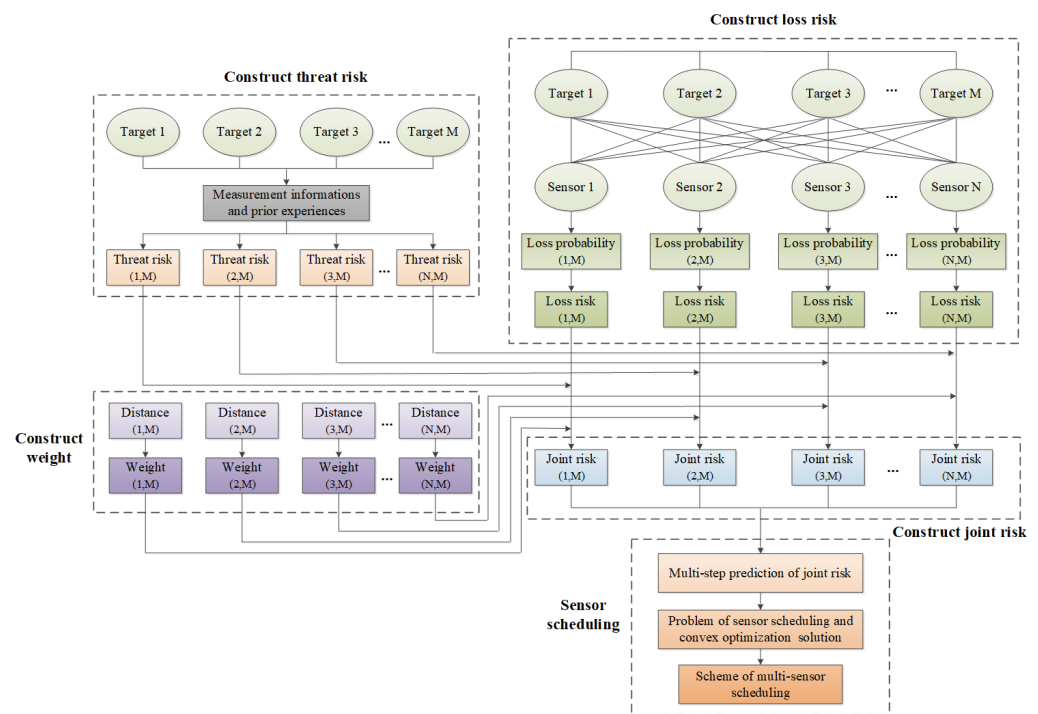 Construct loss risk
Target 1
Target 2
Target 3
...
Target M
Sensor 1
Sensor 2
Sensor 3
...
Sensor N
Loss probability
(1,M)
Loss probability
(2,M)
Loss probability
(3,M)
...
Loss probability
(N,M)
Loss risk
(1,M)
Loss risk
(2,M)
Loss risk
(3,M)
...
Loss risk
(N,M)
Construct threat risk
Target 1
Target 2
Target 3
...
Target M
Measurement informations
and prior experiences
Threat risk
(1,M)
Threat risk
(2,M)
Threat risk
(3,M)
...
Threat risk
(N,M)
Construct
weight
Distance
(1,M)
Distance
(2,M)
Distance
(3,M)
...
Distance
(N,M)
Weight
(1,M)
Weight
(2,M)
Weight
(3,M)
...
Weight
(N,M)
Joint risk
(1,M)
Joint risk
(2,M)
Joint risk
(3,M)
...
Joint risk
(N,M)
Construct joint risk
Sensor
scheduling
Multi-step prediction of joint risk
Problem of sensor scheduling and
convex optimization solution
Scheme of multi-sensor
scheduling